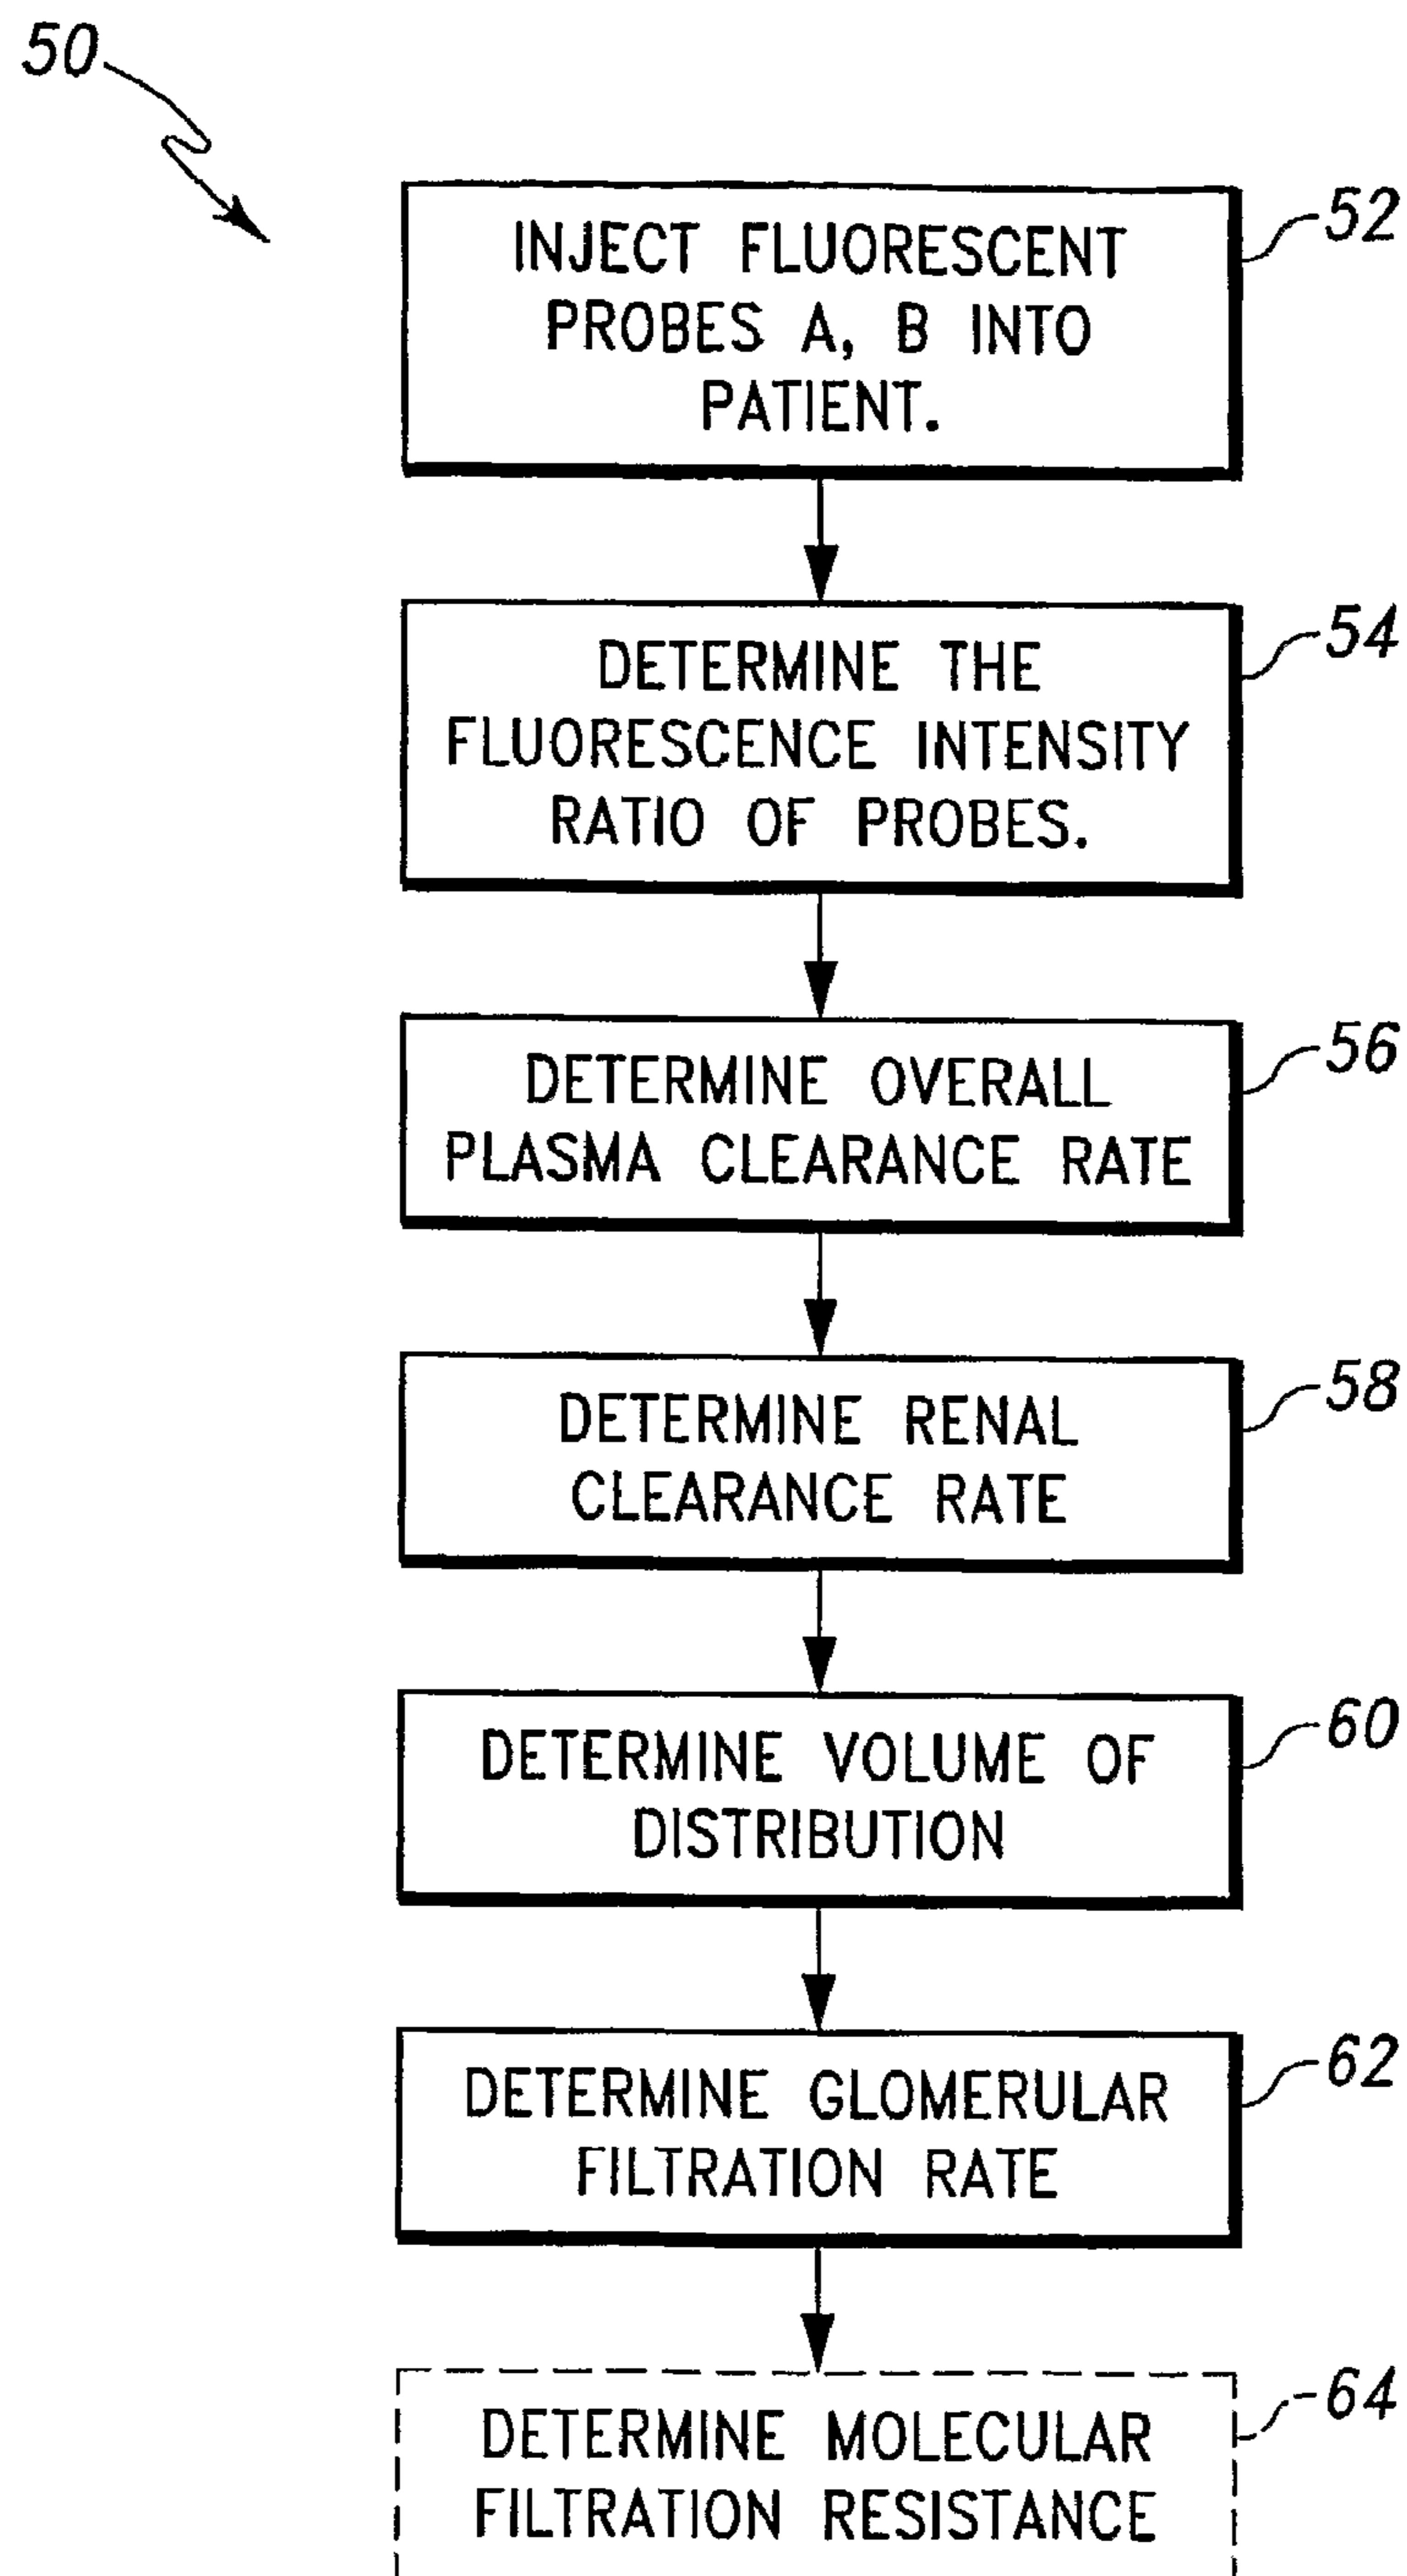 50
INJECT FLUORESCENT
PROBES A, B INTO
PATIENT.
52
DETERMINE THE
FLUORESCENCE INTENSITY
RATIO OF PROBES.
54
DETERMINE OVERALL
PLASMA CLEARANCE RATE
56
DETERMINE RENAL
CLEARANCE RATE
58
DETERMINE VOLUME OF
DISTRIBUTION
60
DETERMINE GLOMERULAR
FILTRATION RATE
62
DETERMINE MOLECULAR
FILTRATION RESISTANCE
64